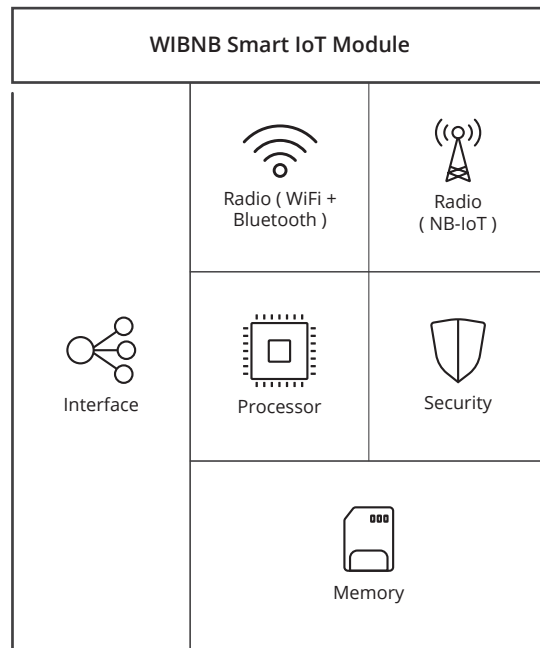 WIBNB Smart IoT Module
Radio ( WiFi +
Bluetooth )
Radio
( NB-IoT )
Interface
Processor
Security
Memory